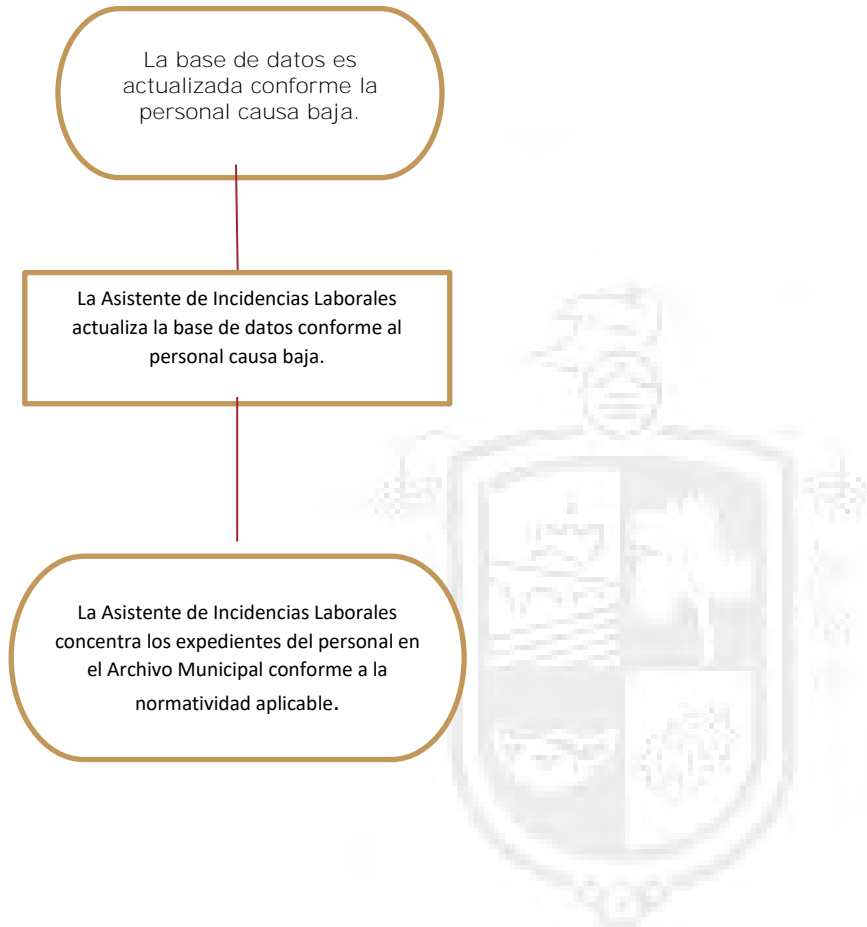 La base de datos es
actualizada conforme la
personal causa baja.
La Asistente de Incidencias Laborales
actualiza la base de datos conforme al
personal causa baja.
La Asistente de Incidencias Laborales
concentra los expedientes del personal en
el Archivo Municipal conforme a la
normatividad aplicable.